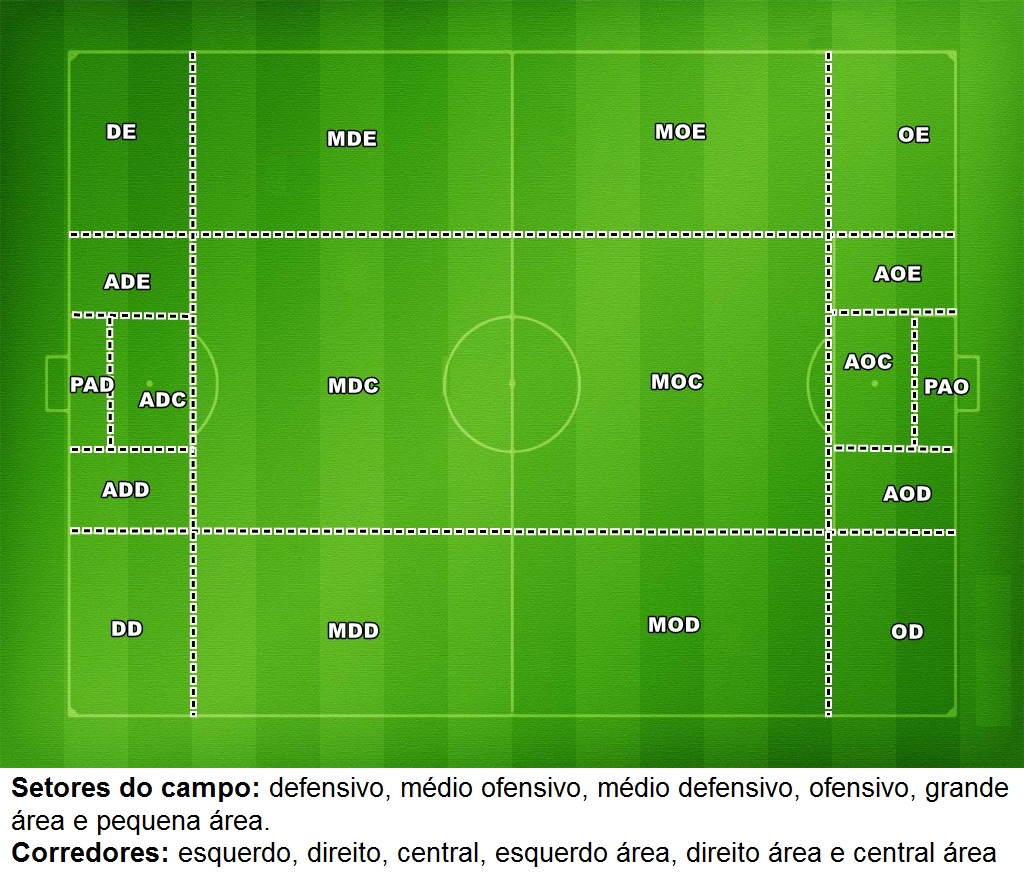 DE
MDE
MOE
OE
ADE
AOE
PAD
ADC
MDC
MOC
AOC
PAO
ADD
AOD
DD
MDD
MOD
OD
Setores do campo: defensivo, médio ofensivo, médio defensivo, ofensivo, grande
área e pequena área.
Corredores: esquerdo, direito, central, esquerdo área, direito área e central área